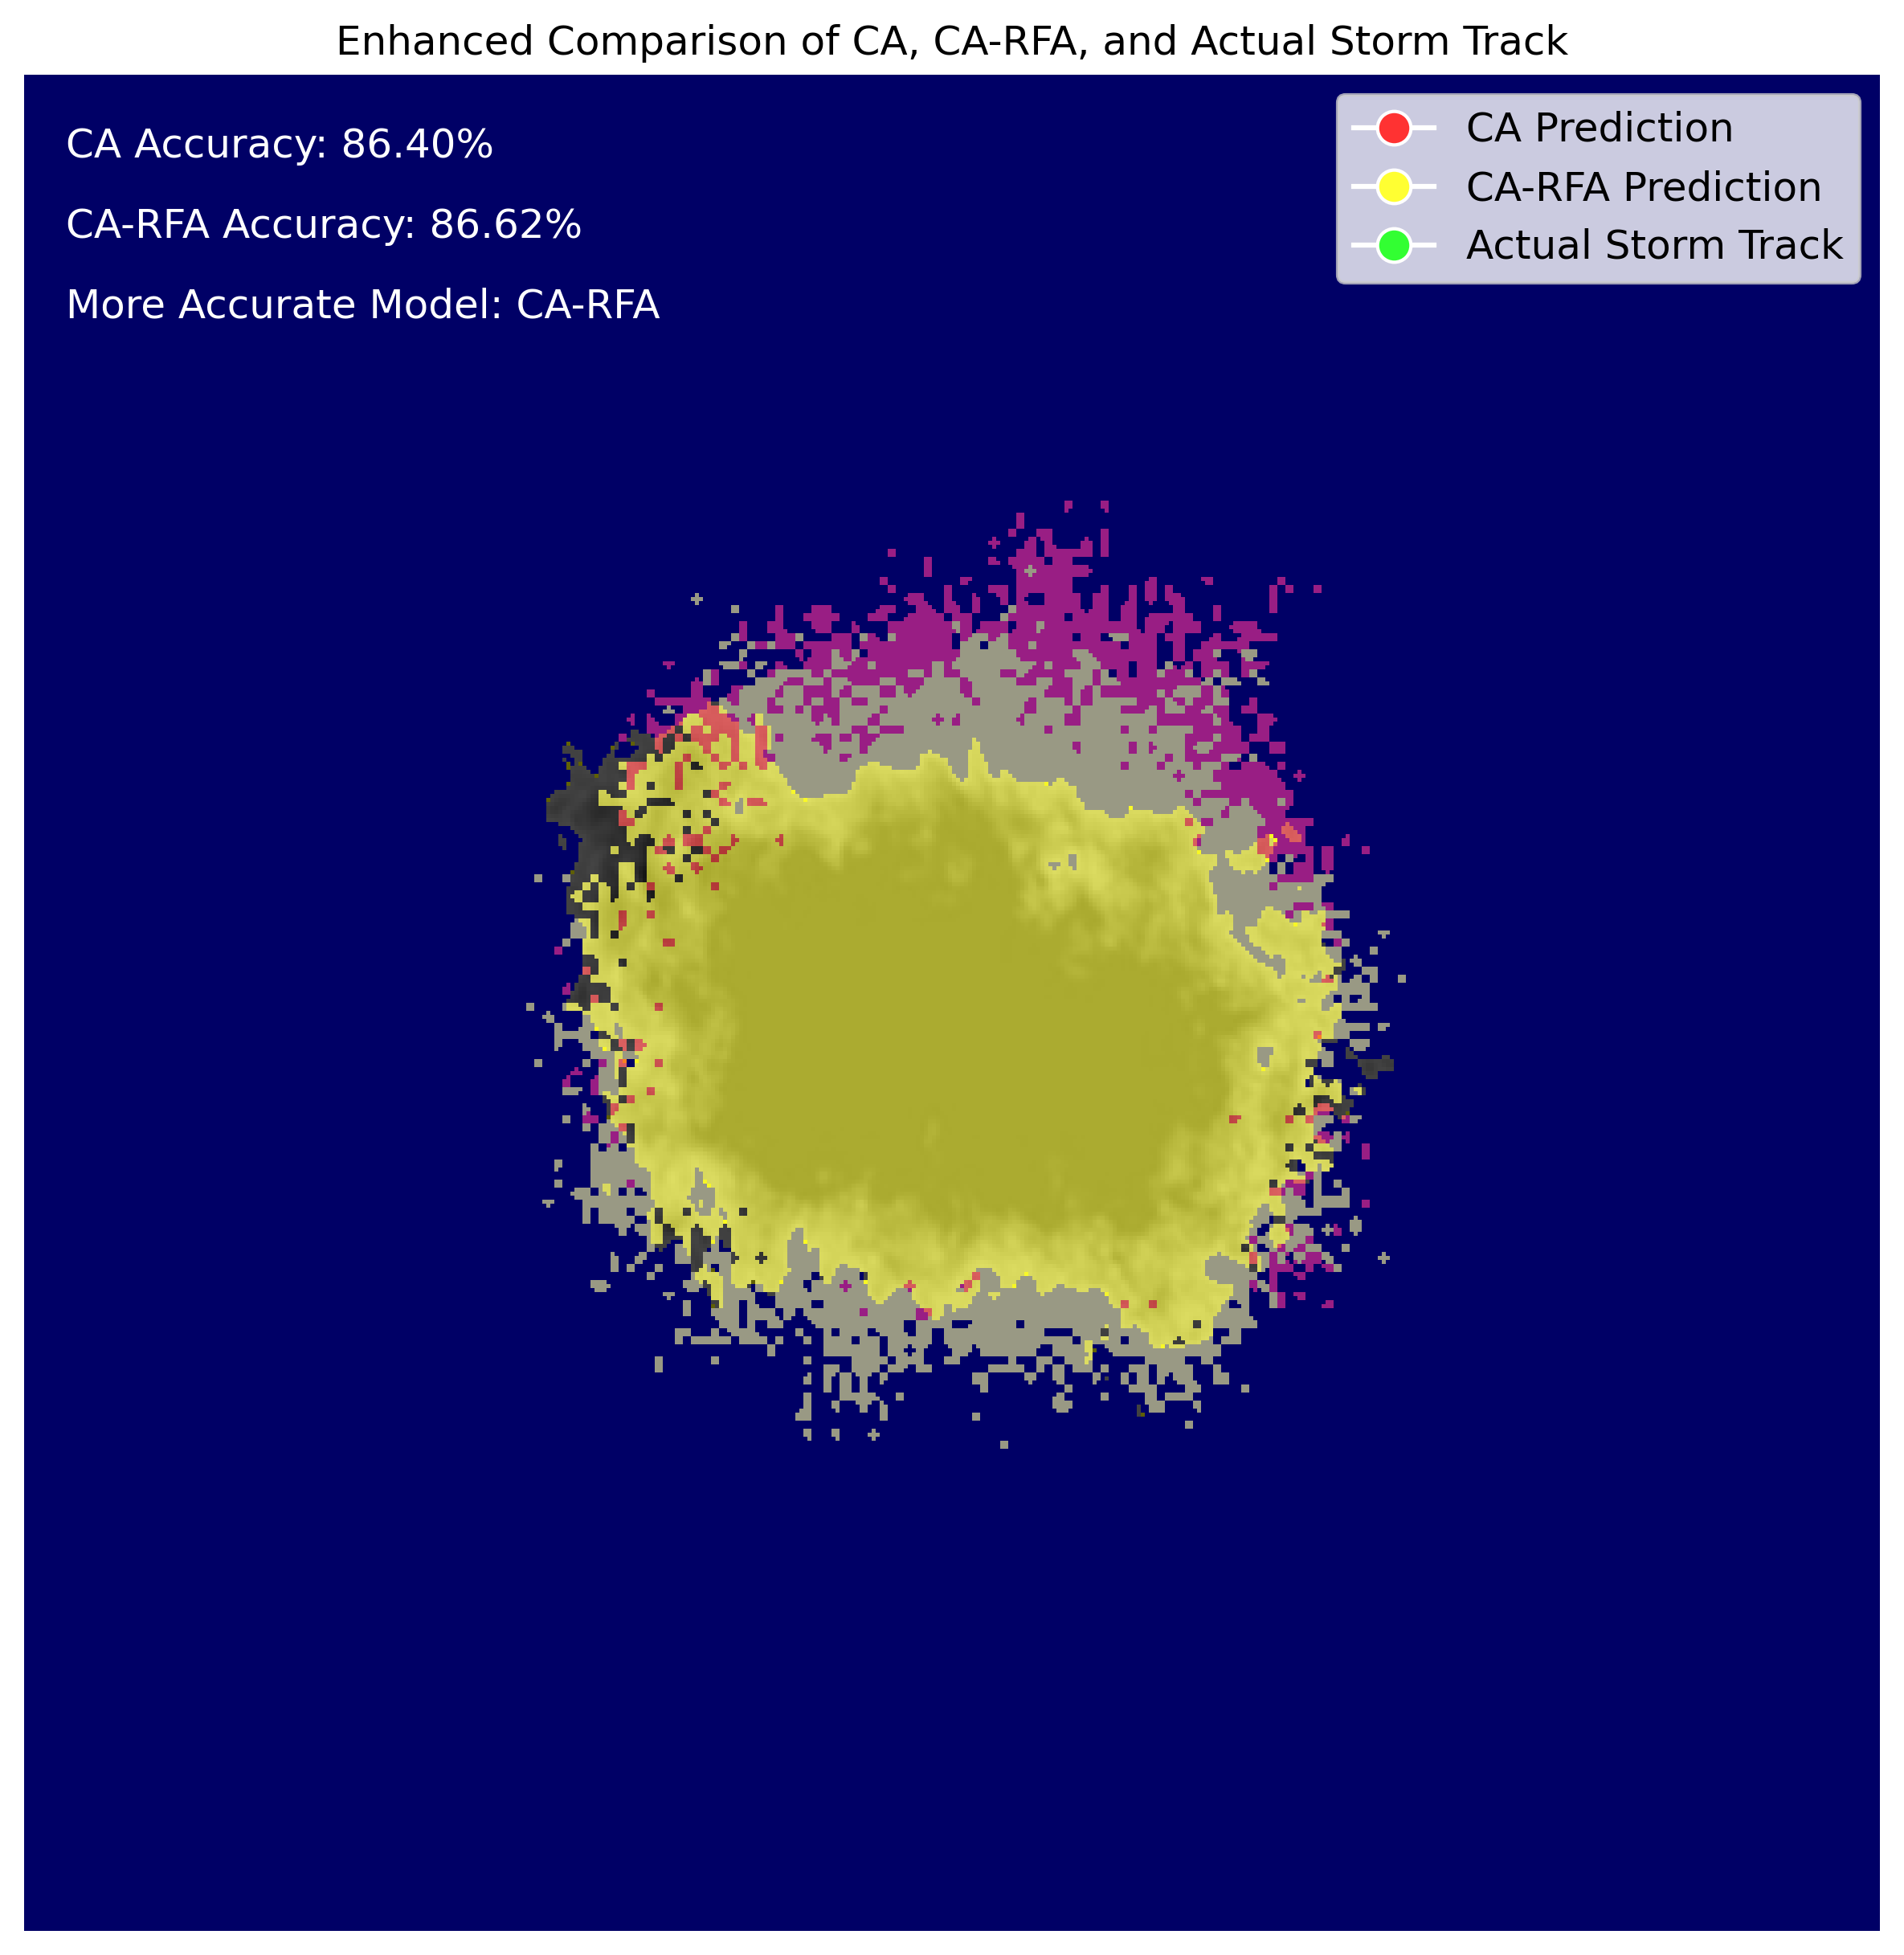 Enhanced Comparison of CA, CA-RFA, and Actual Storm Track
CA Accuracy: 86.40%
CA-RFA Accuracy: 86.62%
More Accurate Model: CA-RFA
CA Prediction
CA-RFA Prediction
Actual Storm Track